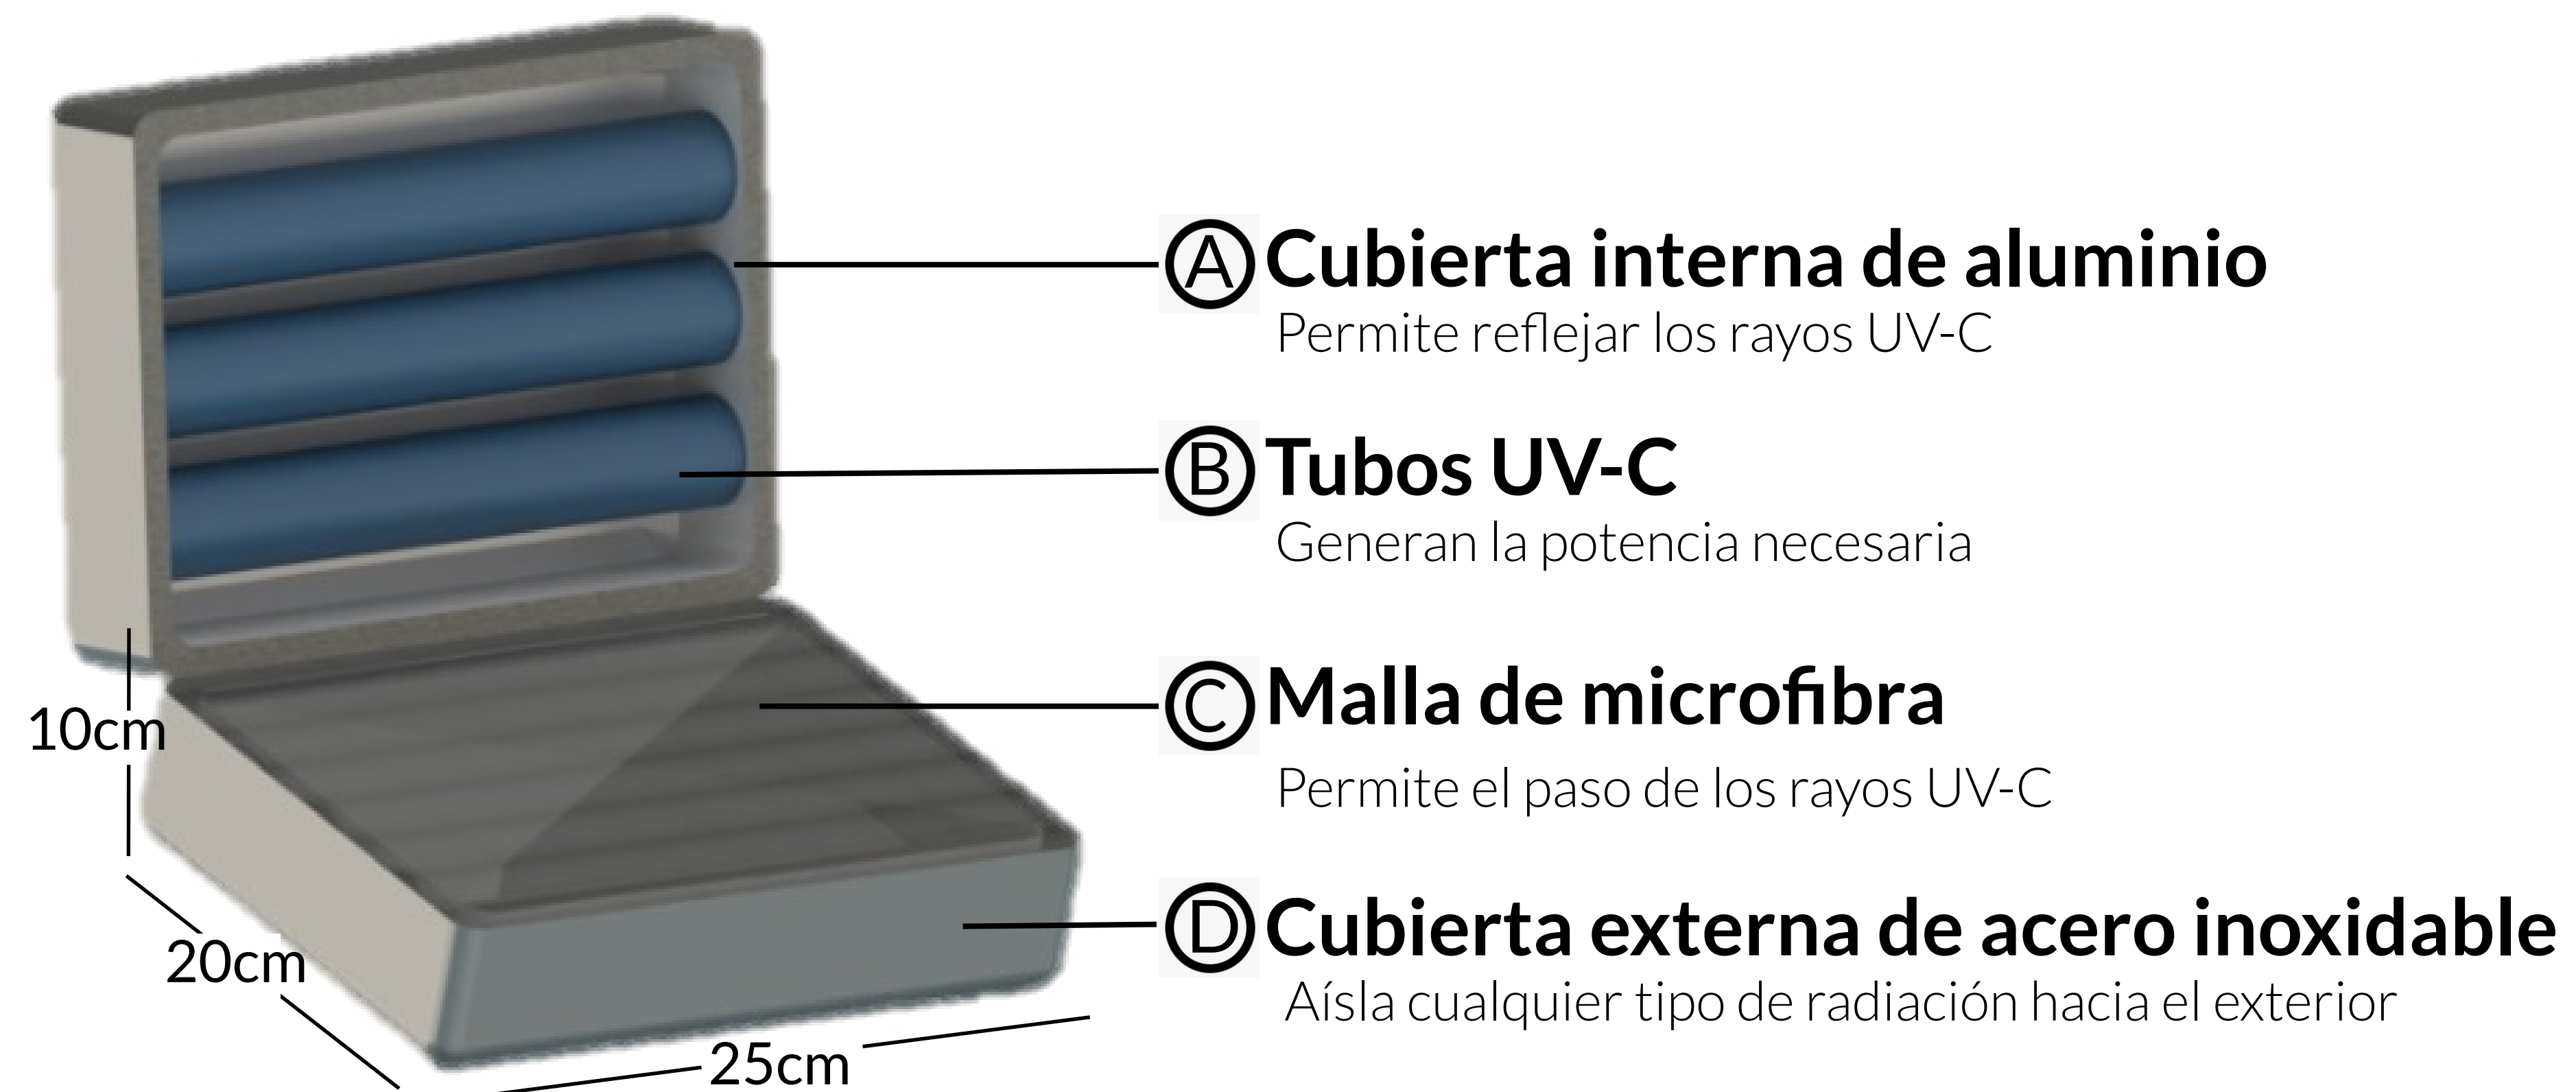 A Cubierta interna de aluminio
Permite reflejar los rayos UV-C
B Tubos UV-C
Generan la potencia necesaria
C Malla de microfibra
Permite el paso de los rayos UV-C
D Cubierta externa de acero inoxidable
Aísla cualquier tipo de radiación hacia el exterior
10cm
20cm
25cm